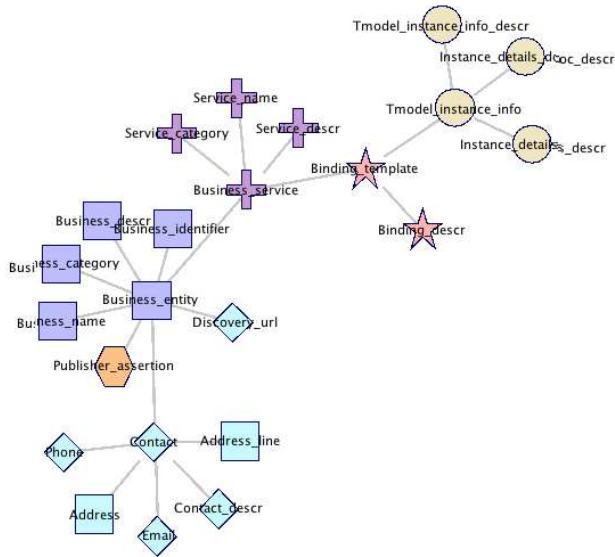 Tmodel_instance_info_descr
Instance_details_doc_descr
Service_name
Tmodel_instance_info
Service_category
Service_descr
Instance_details_descr
Binding_template
Business_service
Business_descr
Business_identifier
Binding_descr
Business_category
Business_entity
Business_name
Discovery_url
Publisher_assertion
Contact
Address_line
Phone
Contact_descr
Address
Email